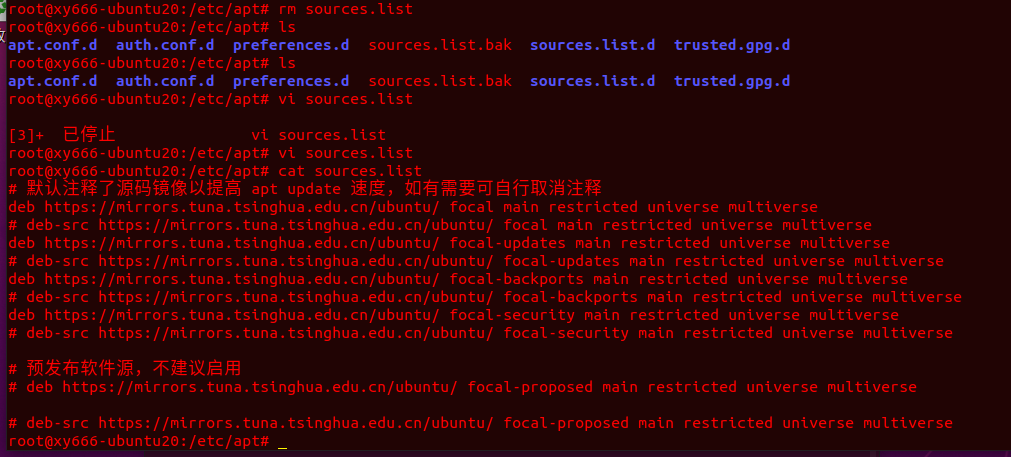 root@xy666-ubuntu20:/etc/apt# rm sources.list
root@xy666-ubuntu20:/etc/apt# ls
apt.conf.d  auth.conf.d  preferences.d  sources.list.bak  sources.list.d  trusted.gpg.d
root@xy666-ubuntu20:/etc/apt# ls
apt.conf.d  auth.conf.d  preferences.d  sources.list.bak  sources.list.d  trusted.gpg.d
root@xy666-ubuntu20:/etc/apt# vi sources.list
[3]+  已停止               vi sources.list
root@xy666-ubuntu20:/etc/apt# vi sources.list
root@xy666-ubuntu20:/etc/apt# cat sources.list
# 默认注释了源码镜像以提高 apt update 速度，如有需要可自行取消注释
deb https://mirrors.tuna.tsinghua.edu.cn/ubuntu/ focal main restricted universe multiverse
# deb-src https://mirrors.tuna.tsinghua.edu.cn/ubuntu/ focal main restricted universe multiverse
deb https://mirrors.tuna.tsinghua.edu.cn/ubuntu/ focal-updates main restricted universe multiverse
# deb-src https://mirrors.tuna.tsinghua.edu.cn/ubuntu/ focal-updates main restricted universe multiverse
deb https://mirrors.tuna.tsinghua.edu.cn/ubuntu/ focal-backports main restricted universe multiverse
# deb-src https://mirrors.tuna.tsinghua.edu.cn/ubuntu/ focal-backports main restricted universe multiverse
deb https://mirrors.tuna.tsinghua.edu.cn/ubuntu/ focal-security main restricted universe multiverse
# deb-src https://mirrors.tuna.tsinghua.edu.cn/ubuntu/ focal-security main restricted universe multiverse
# 预发布软件源，不建议启用
# deb https://mirrors.tuna.tsinghua.edu.cn/ubuntu/ focal-proposed main restricted universe multiverse
# deb-src https://mirrors.tuna.tsinghua.edu.cn/ubuntu/ focal-proposed main restricted universe multiverse
root@xy666-ubuntu20:/etc/apt#